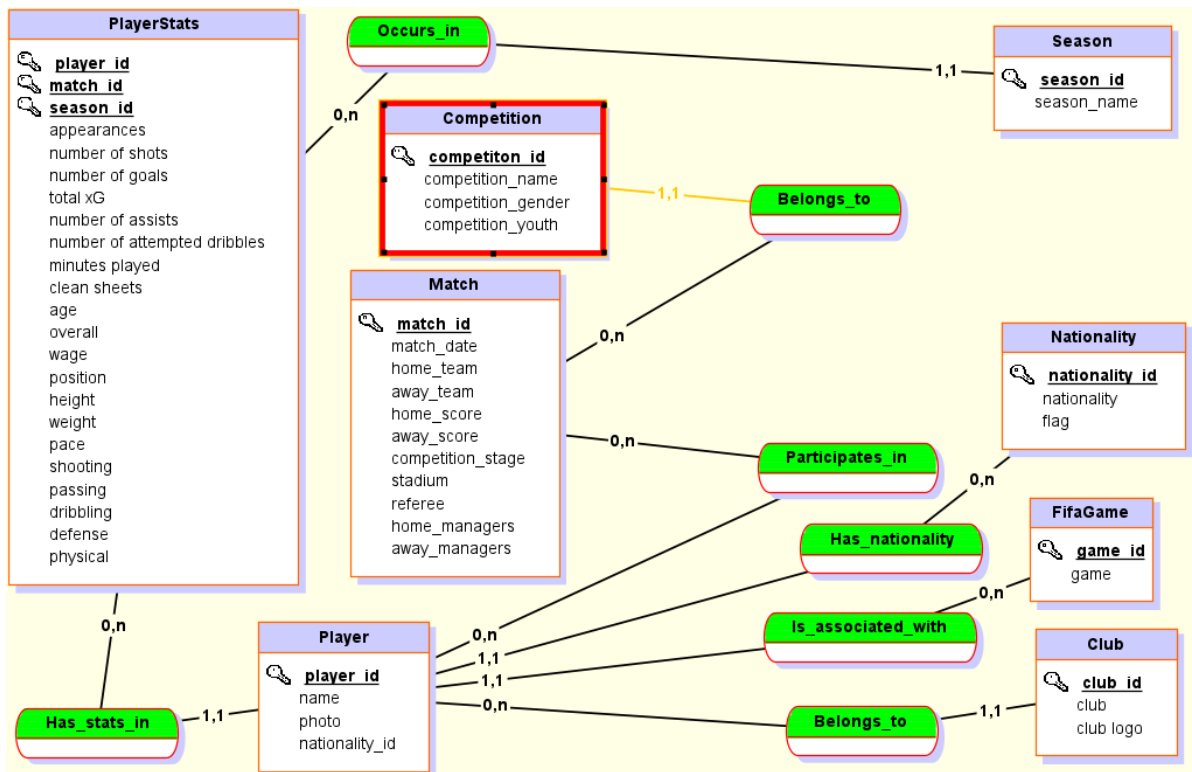 PlayerStats
player_id
match_id
season_id
appearances
number of shots
number of goals
total xG
number of assists
number of attempted dribbles
minutes played
clean sheets
age
overall
wage
position
height
weight
pace
shooting
passing
dribbling
defense
physical
Occurs_in
0,n
1,1
Season
season_id
season_name
Competition
competiton_id
competition_name
competition_gender
competition_youth
1,1
Belongs_to
0,n
Match
match_id
match_date
home_team
away_team
home_score
away_score
competition_stage
stadium
referee
home_managers
away_managers
0,n
Participates_in
0,n
Nationality
nationality_id
nationality
flag
0,n
Has_nationality
1,1
FifaGame
game_id
game
0,n
Is_associated_with
1,1
Club
club_id
club
club logo
1,1
Belongs_to
0,n
Player
player_id
name
photo
nationality_id
1,1
Has_stats_in
0,n